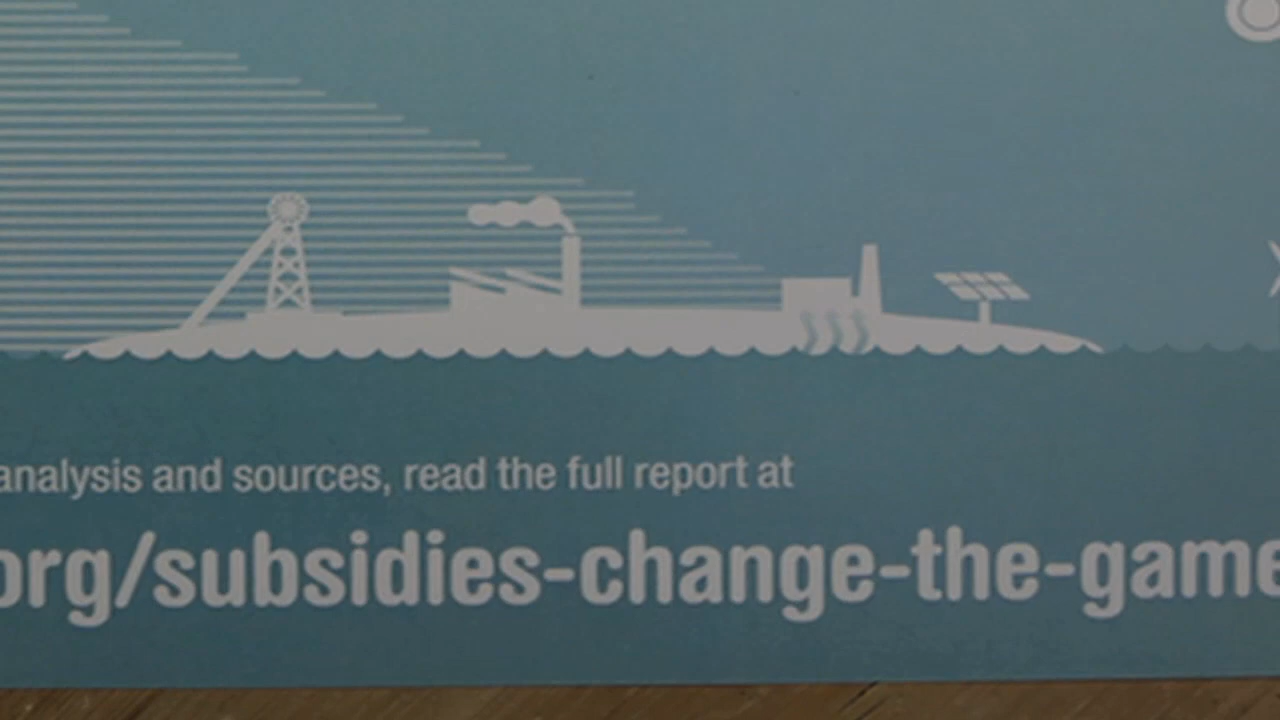 analysis and sources, read the full report at
org/subsidies-change-the-game